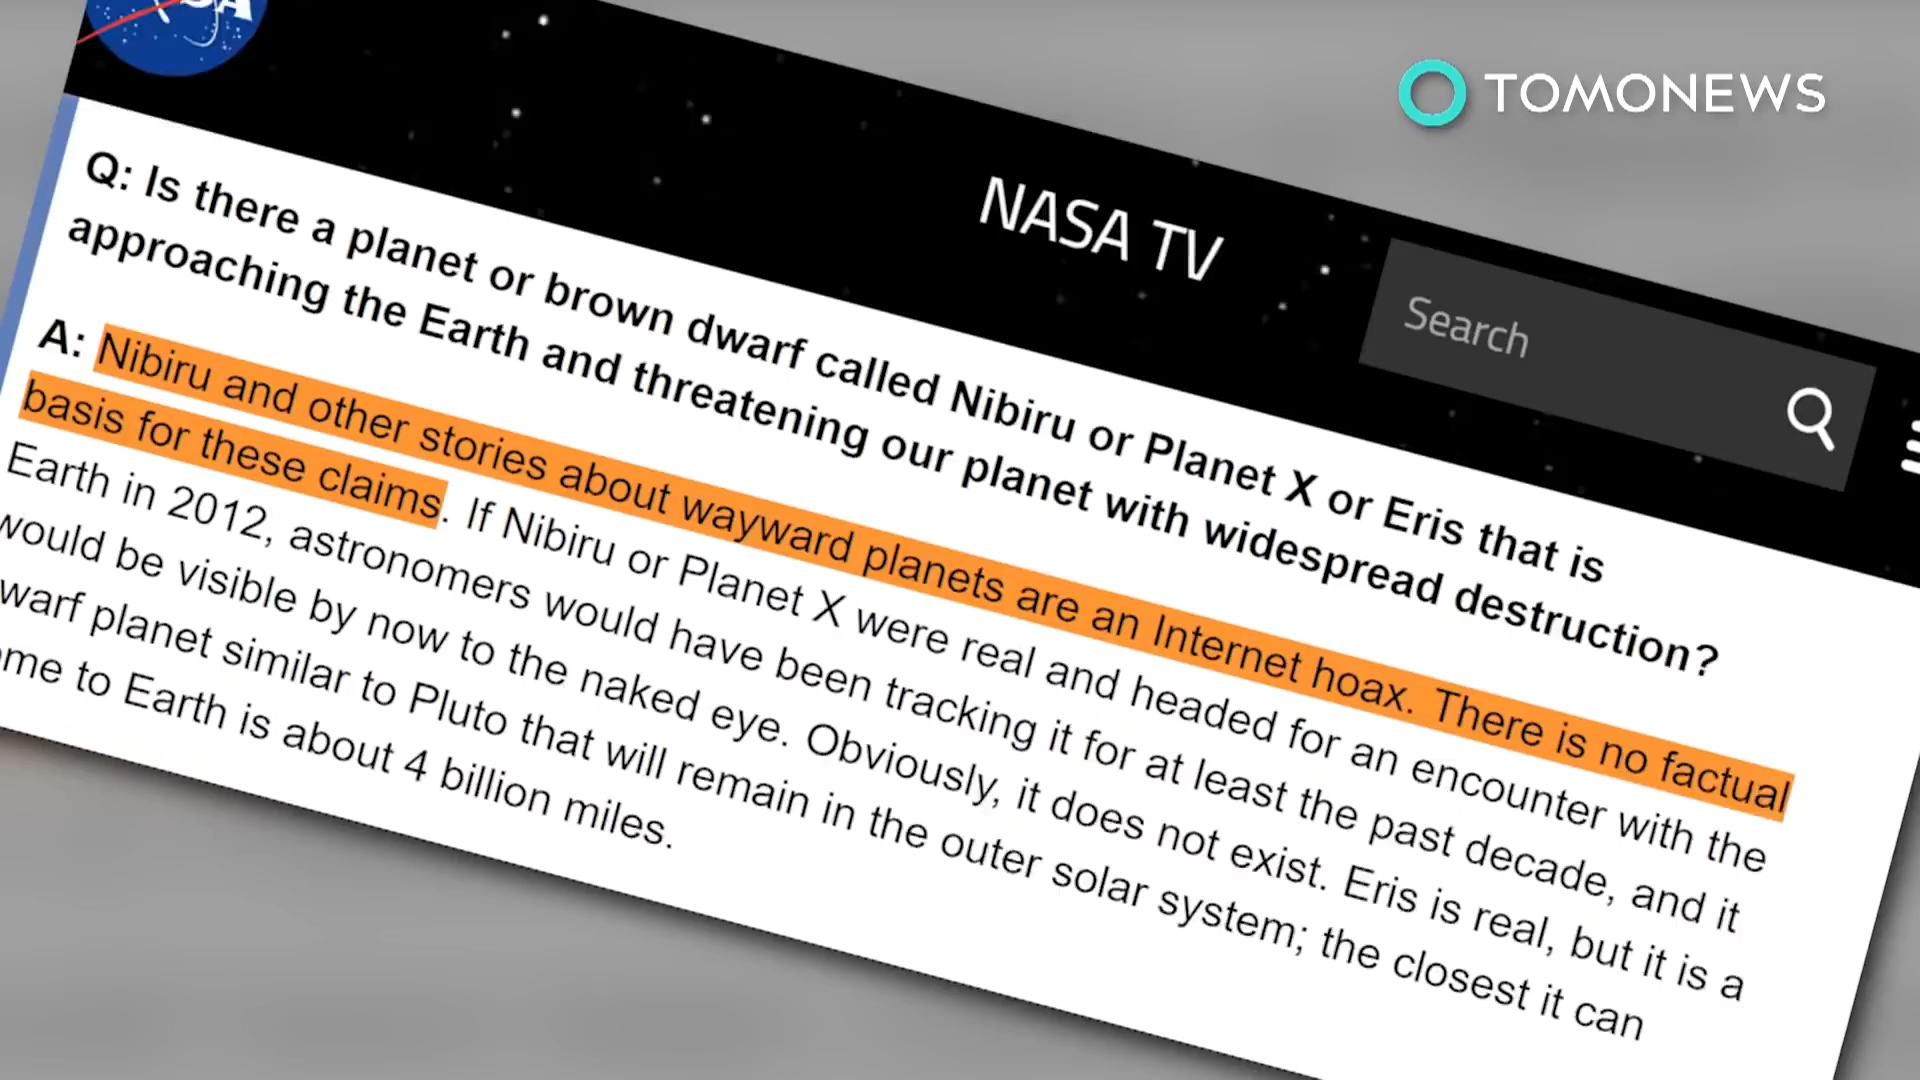 TOMONEWS
NASA TV
Search
Q: Is there a planet or brown dwarf called Nibiru or Planet X or Eris that is
approaching the Earth and threatening our planet with widespread destruction?
A: Nibiru and other stories about wayward planets are an Internet hoax. There is no factual
basis for these claims. If Nibiru or Planet X were real and headed for an encounter with the
Earth in 2012, astronomers would have been tracking it for at least the past decade, and it
would be visible by now to the naked eye. Obviously, it does not exist. Eris is real, but it is a
warf planet similar to Pluto that will remain in the outer solar system; the closest it can
ome to Earth is about 4 billion miles.